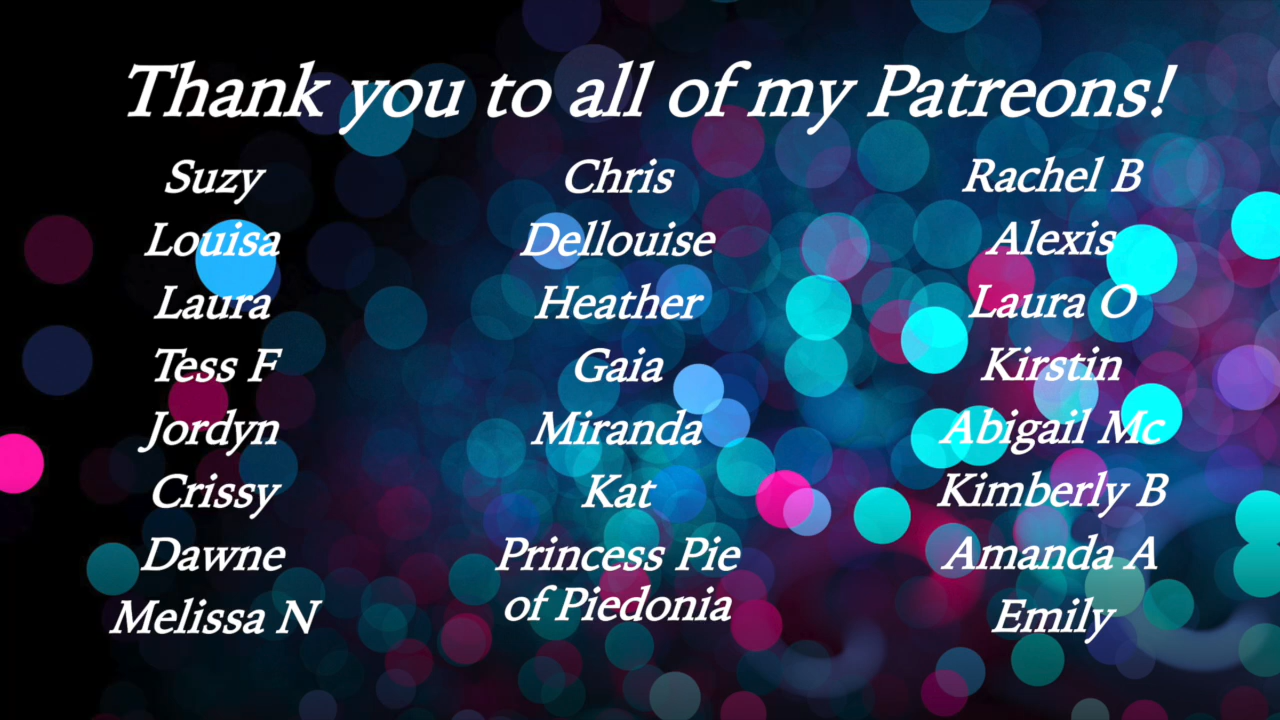 Thank you to all of my Patreons!
Suzy
Louisa
Laura
Tess F
Jordyn
Crissy
Dawne
Melissa N
Chris
Dellouise
Heather
Gaia
Miranda
Kat
Princess Pie
of Piedonia
Rachel B
Alexis
Laura O
Kirstin
Abigail Mc
Kimberly B
Amanda A
Emily